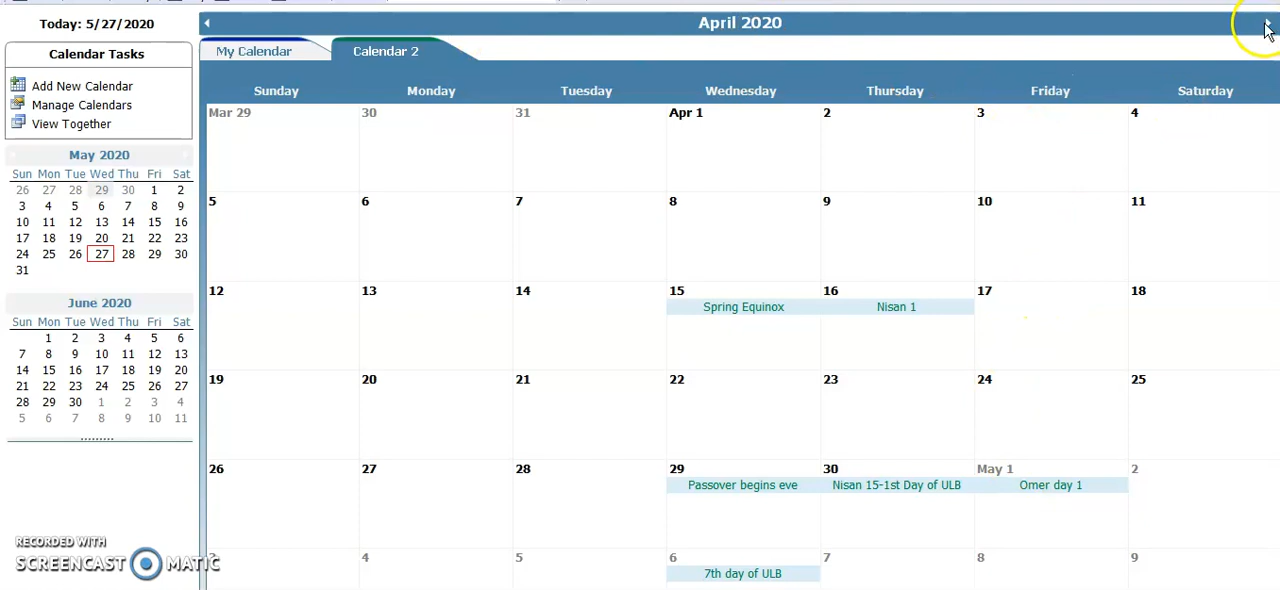 Today: 5/27/2020
April 2020
Calendar Tasks
My Calendar Calendar 2
Add New Calendar
Manage Calendars
View Together
Sunday Monday Tuesday Wednesday Thursday Friday Saturday
Mar 29 30 31 Apr 1 2 3 4
5 6 7 8 9 10 11
12 13 14 15 16 17 18
Spring Equinox Nisan 1
19 20 21 22 23 24 25
26 27 28 29 30 May 1 2
Passover begins eve Nisan 15-1st Day of ULB Omer day 1
3 4 5 6 7 8 9
7th day of ULB
May 2020
Sun Mon Tue Wed Thu Fri Sat
26 27 28 29 30 1 2
3 4 5 6 7 8 9
10 11 12 13 14 15 16
17 18 19 20 21 22 23
24 25 26 27 28 29 30
31
June 2020
Sun Mon Tue Wed Thu Fri Sat
1 2 3 4 5 6
7 8 9 10 11 12 13
14 15 16 17 18 19 20
21 22 23 24 25 26 27
28 29 30 1 2 3 4
5 6 7 8 9 10 11
RECORDED WITH
SCREENCAST MATIC